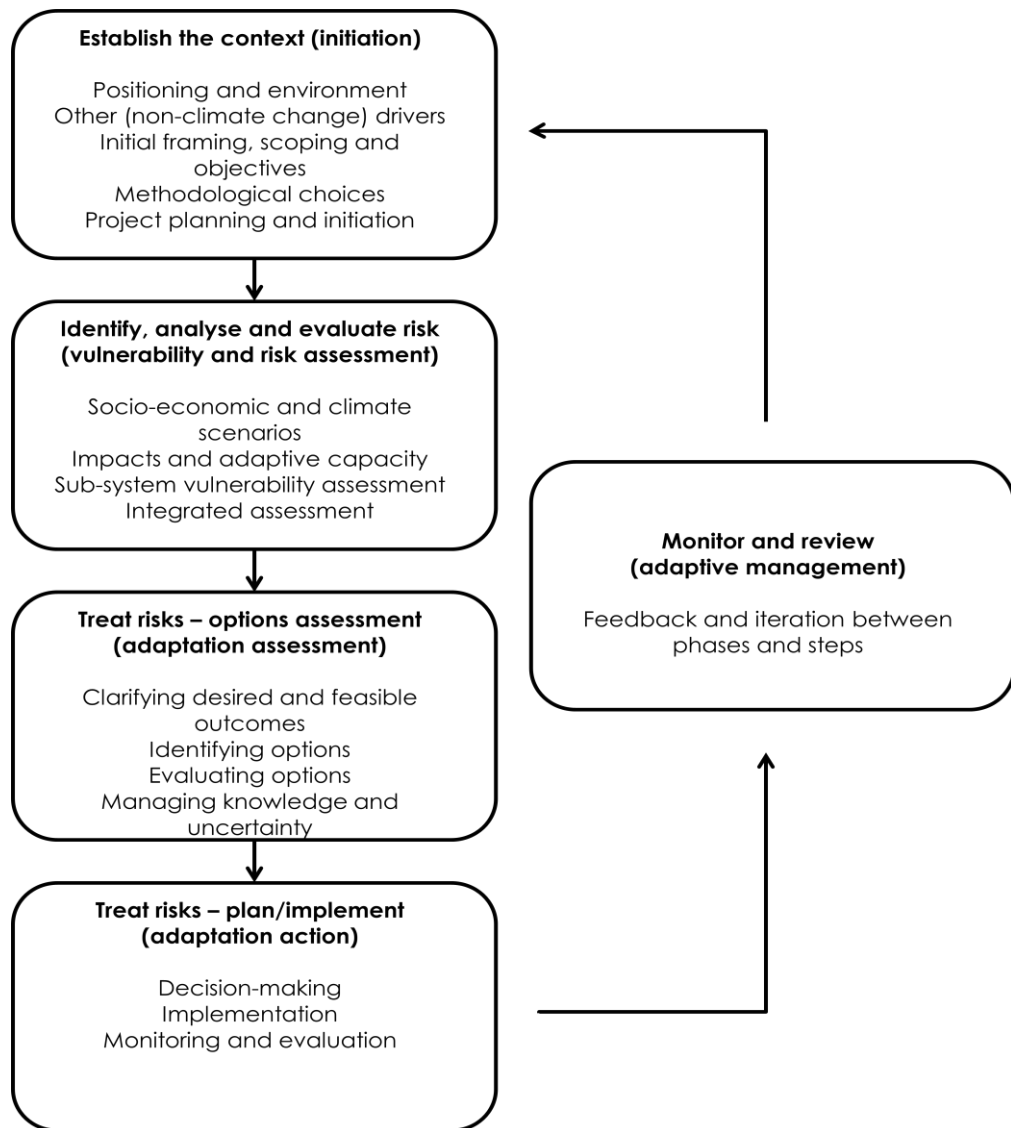 Establish the context (initiation)
Positioning and environment
Other (non-climate change) drivers
Initial framing, scoping and
objectives
Methodological choices
Project planning and initiation
Identify, analyse and evaluate risk
(vulnerability and risk assessment)
Socio-economic and climate
scenarios
Impacts and adaptive capacity
Sub-system vulnerability assessment
Integrated assessment
Treat risks – options assessment
(adaptation assessment)
Clarifying desired and feasible
outcomes
Identifying options
Evaluating options
Managing knowledge and
uncertainty
Treat risks – plan/implement
(adaptation action)
Decision-making
Implementation
Monitoring and evaluation
Monitor and review
(adaptive management)
Feedback and iteration between
phases and steps